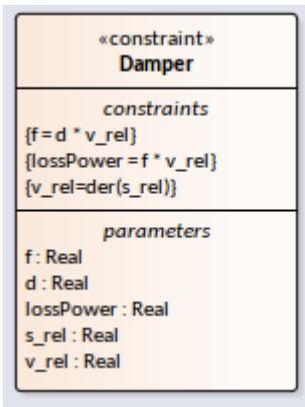 «constraint»
Damper
constraints
{f = d * v_rel}
{lossPower = f * v_rel}
{v_rel=der(s_rel)}
parameters
f : Real
d : Real
lossPower : Real
s_rel : Real
v_rel : Real